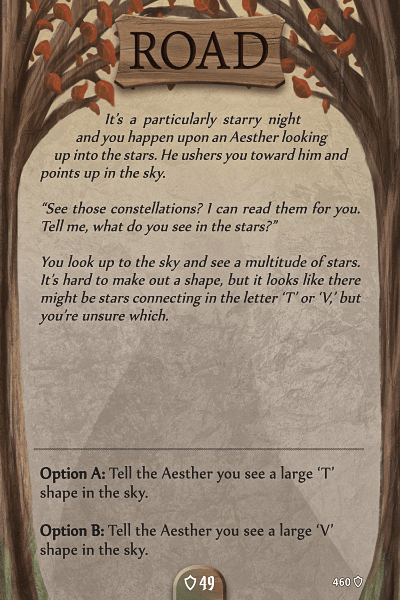 ROAD
It's a particularly starry night
and you happen upon an Aesther looking
up into the stars. He ushers you toward him and
points up in the sky.
“See those constellations? I can read them for you.
Tell me, what do you see in the stars?”
You look up to the sky and see a multitude of stars.
It's hard to make out a shape, but it looks like there
might be stars connecting in the letter ‘T’ or ‘V,’ but
you're unsure which.
Option A: Tell the Aesther you see a large ‘T’
shape in the sky.
Option B: Tell the Aesther you see a large ‘V’
shape in the sky.
49
460